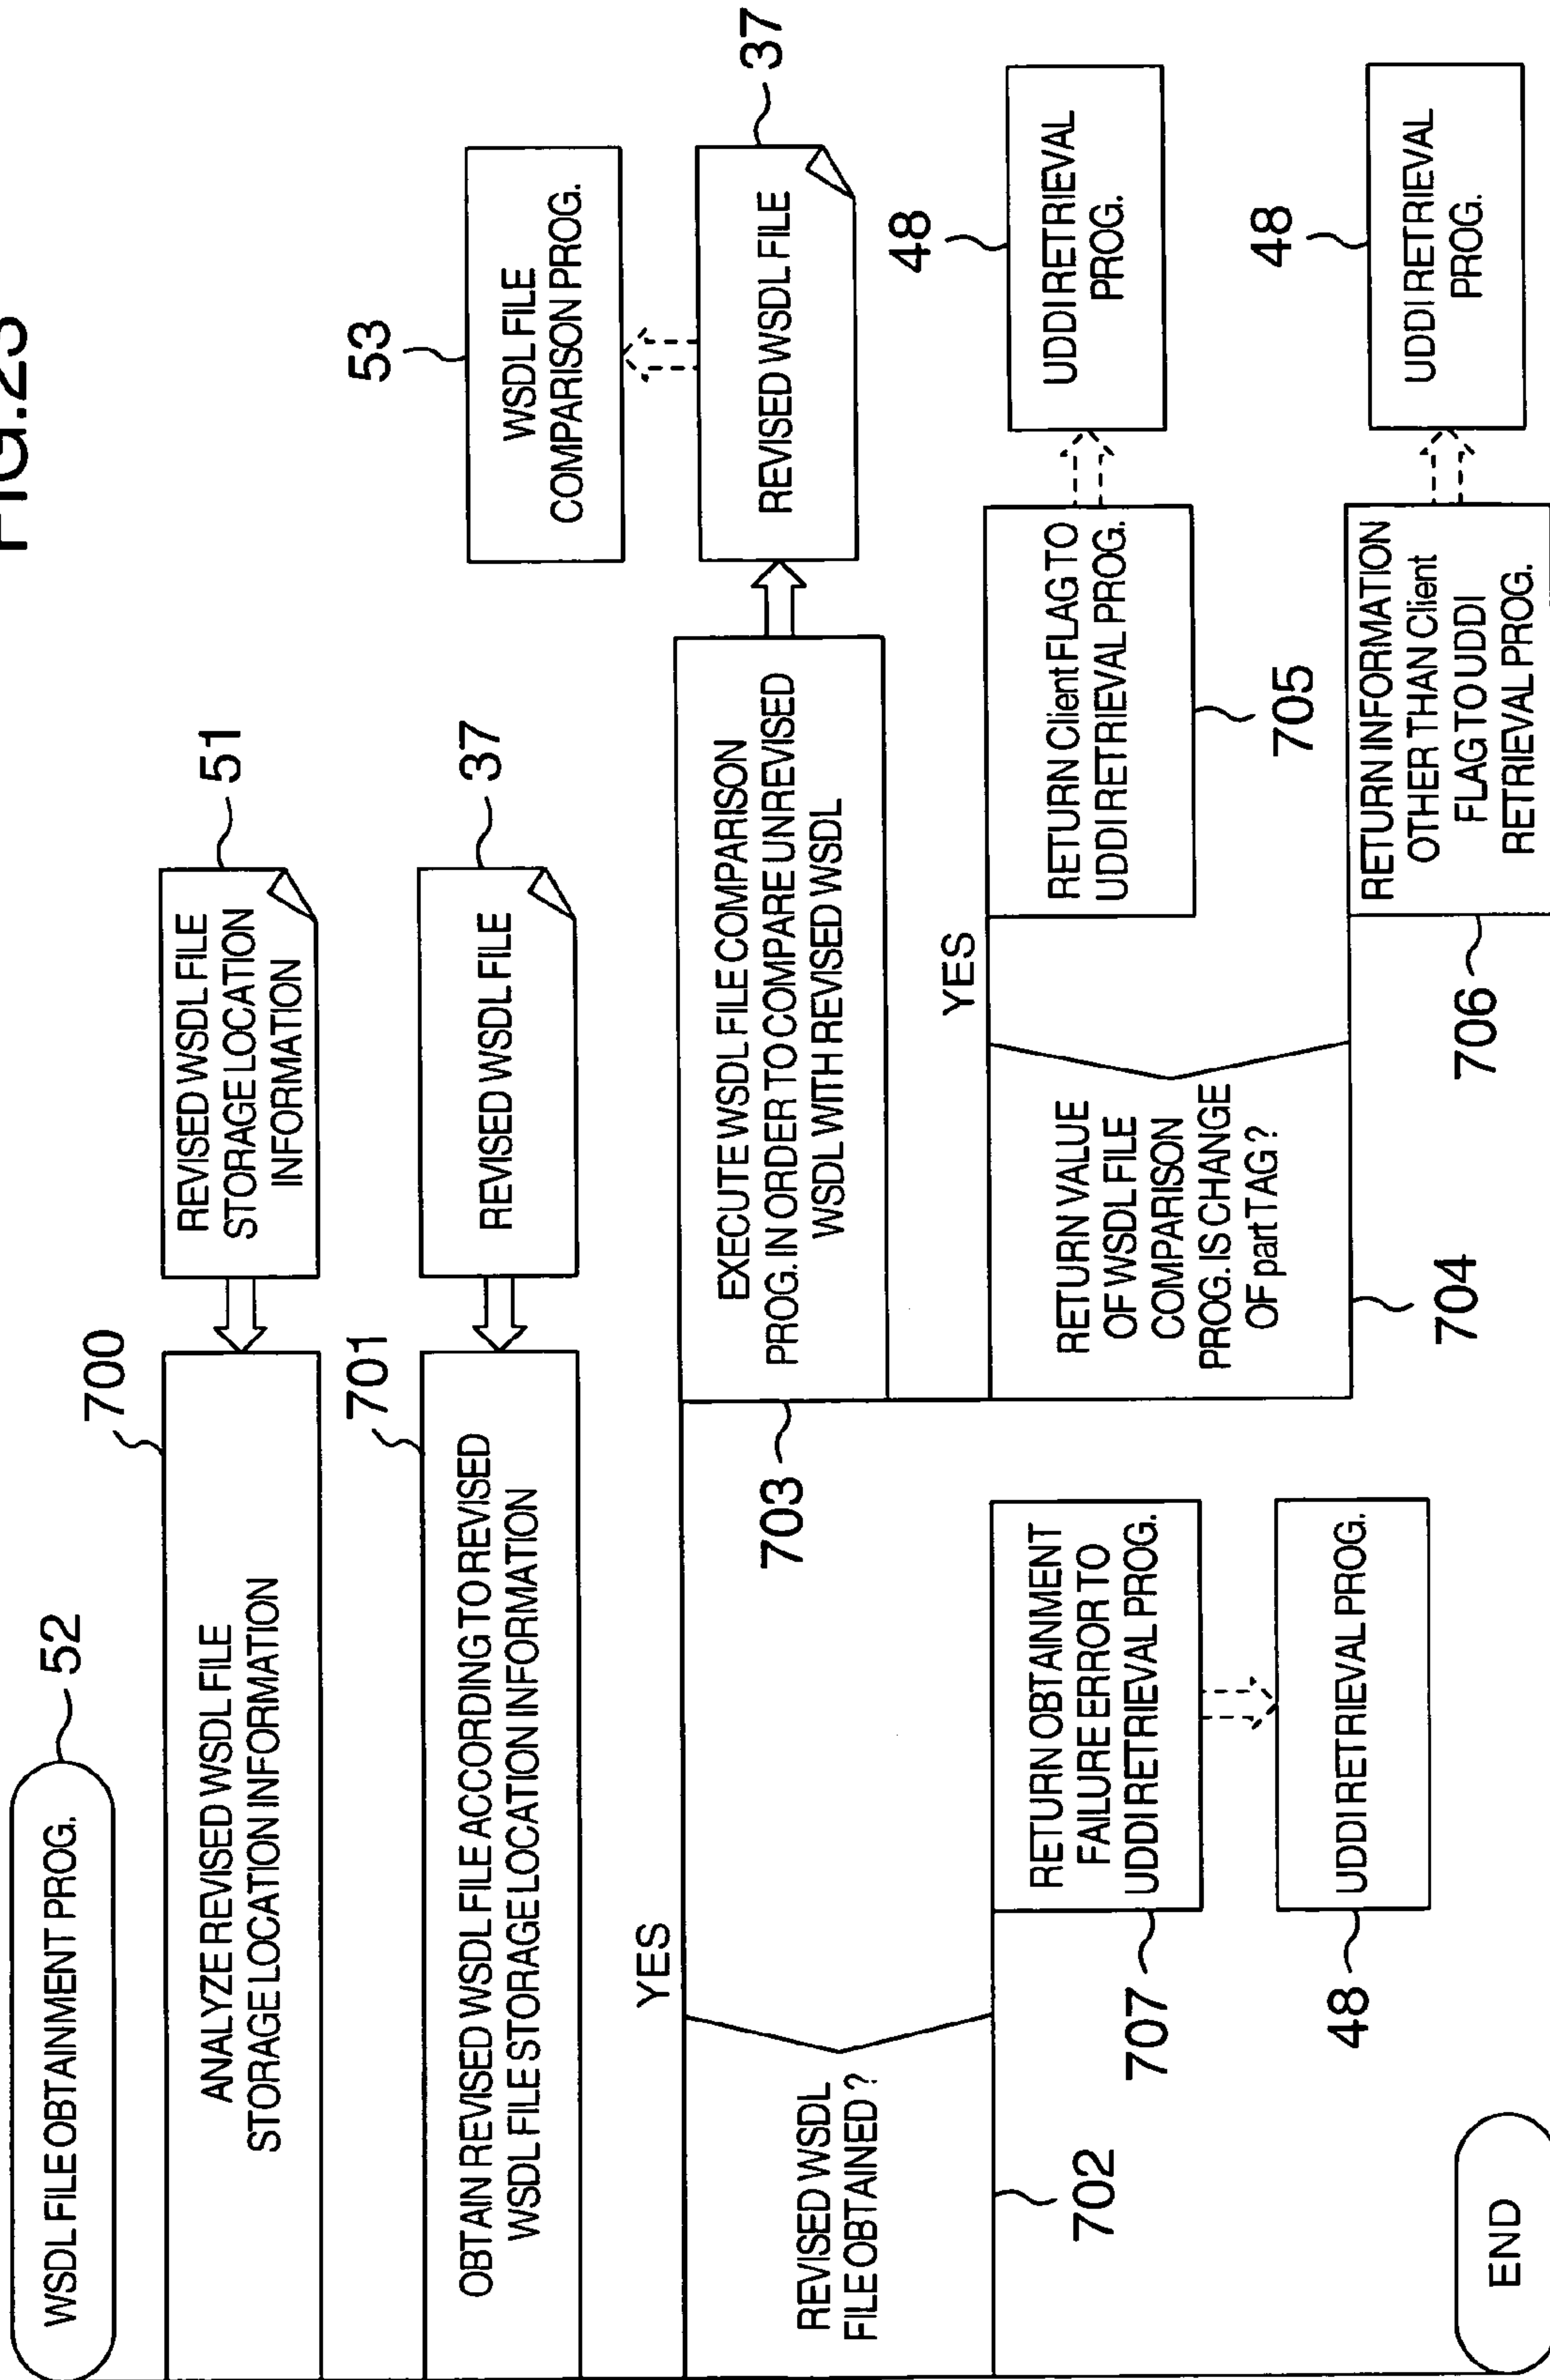 FIG.23
WSDL FILE OBTAINMENT PROG.
52
700
ANALYZE REVISED WSDL FILE
STORAGE LOCATION INFORMATION
REVISED WSDL FILE
STORAGE LOCATION
INFORMATION
51
701
OBTAIN REVISED WSDL FILE ACCORDING TO REVISED
WSDL FILE STORAGE LOCATION INFORMATION
REVISED WSDL FILE
37
53
WSDL FILE
COMPARISON PROG.
YES
REVISED WSDL
FILE OBTAINED ?
702
EXECUTE WSDL FILE COMPARISON
PROG. IN ORDER TO COMPARE UNREVISED
WSDL WITH REVISED WSDL
703
REVISED WSDL FILE
37
RETURN OBTAINMENT
FAILURE ERROR TO
UDDI RETRIEVAL PROG.
707
UDDI RETRIEVAL PROG.
48
YES
RETURN VALUE
OF WSDL FILE
COMPARISON
PROG. IS CHANGE
OF part TAG ?
704
RETURN Client FLAG TO
UDDI RETRIEVAL PROG.
705
48
UDDI RETRIEVAL
PROG.
RETURN INFORMATION
OTHER THAN Client
FLAG TO UDDI
RETRIEVAL PROG.
706
48
UDDI RETRIEVAL
PROG.
END